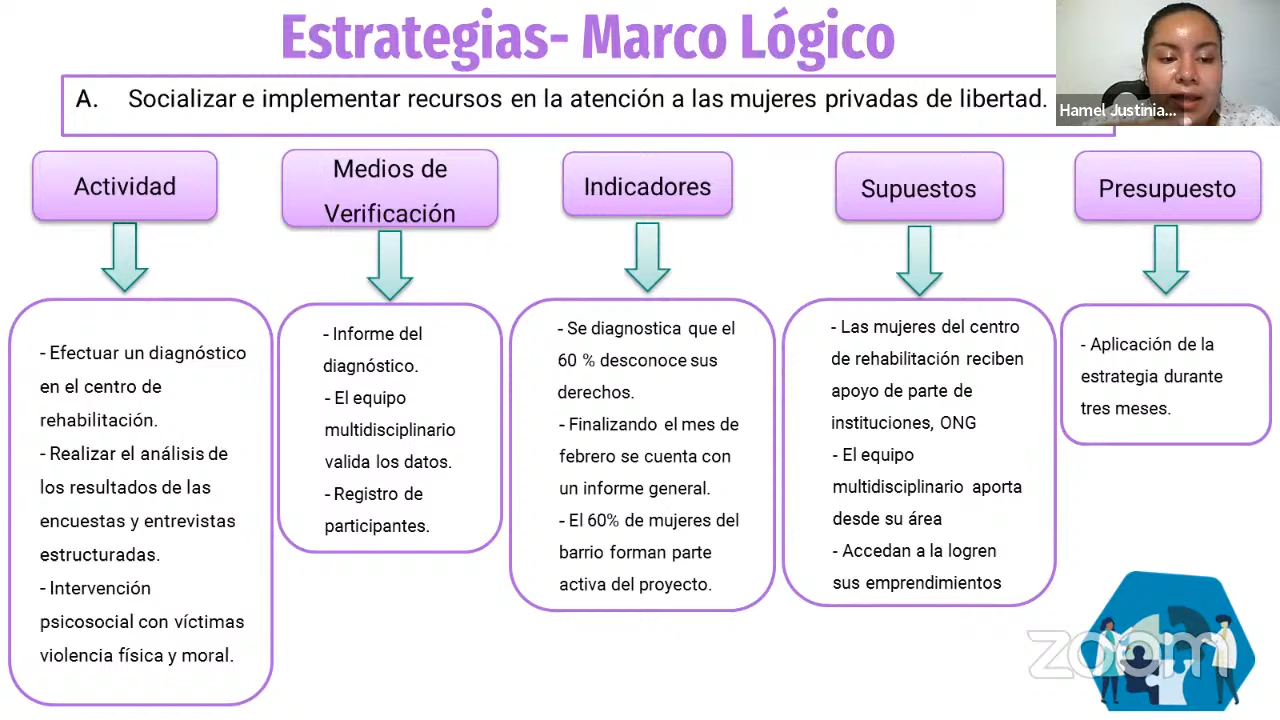 Estrategias- Marco Lógico
A. Socializar e implementar recursos en la atención a las mujeres privadas de libertad.
Hamel Justinia...
Actividad
Medios de
Verificación
Indicadores
Supuestos
Presupuesto
- Efectuar un diagnóstico
en el centro de
rehabilitación.
- Realizar el análisis de
los resultados de las
encuestas y entrevistas
estructuradas.
- Intervención
psicosocial con víctimas
violencia física y moral.
- Informe del
diagnóstico.
- El equipo
multidisciplinario
valida los datos.
- Registro de
participantes.
- Se diagnostica que el
60 % desconoce sus
derechos.
- Finalizando el mes de
febrero se cuenta con
un informe general.
- El 60% de mujeres del
barrio forman parte
activa del proyecto.
- Las mujeres del centro
de rehabilitación reciben
apoyo de parte de
instituciones, ONG
- El equipo
multidisciplinario aporta
desde su área
- Accedan a la logren
sus emprendimientos
- Aplicación de la
estrategia durante
tres meses.
zoom